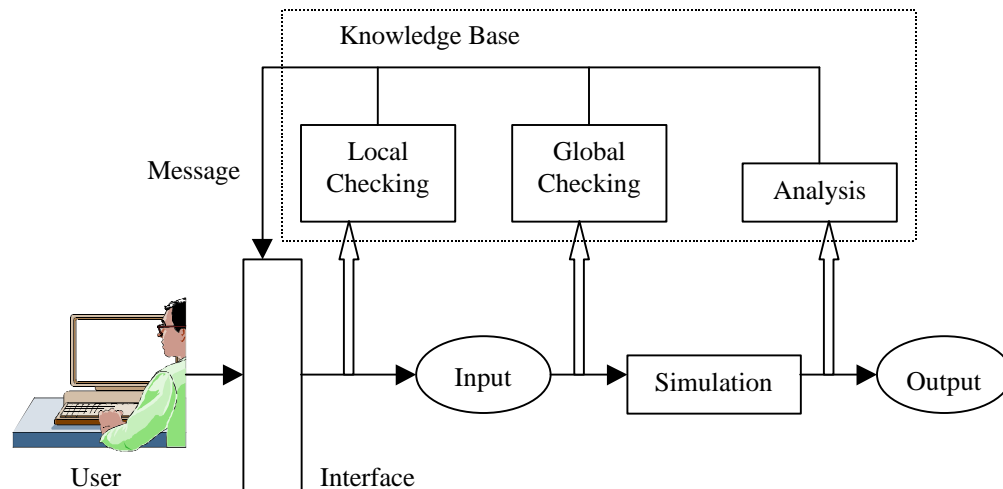 Knowledge Base
Local
Checking
Global
Checking
Analysis
Message
Input
Simulation
Output
User
Interface